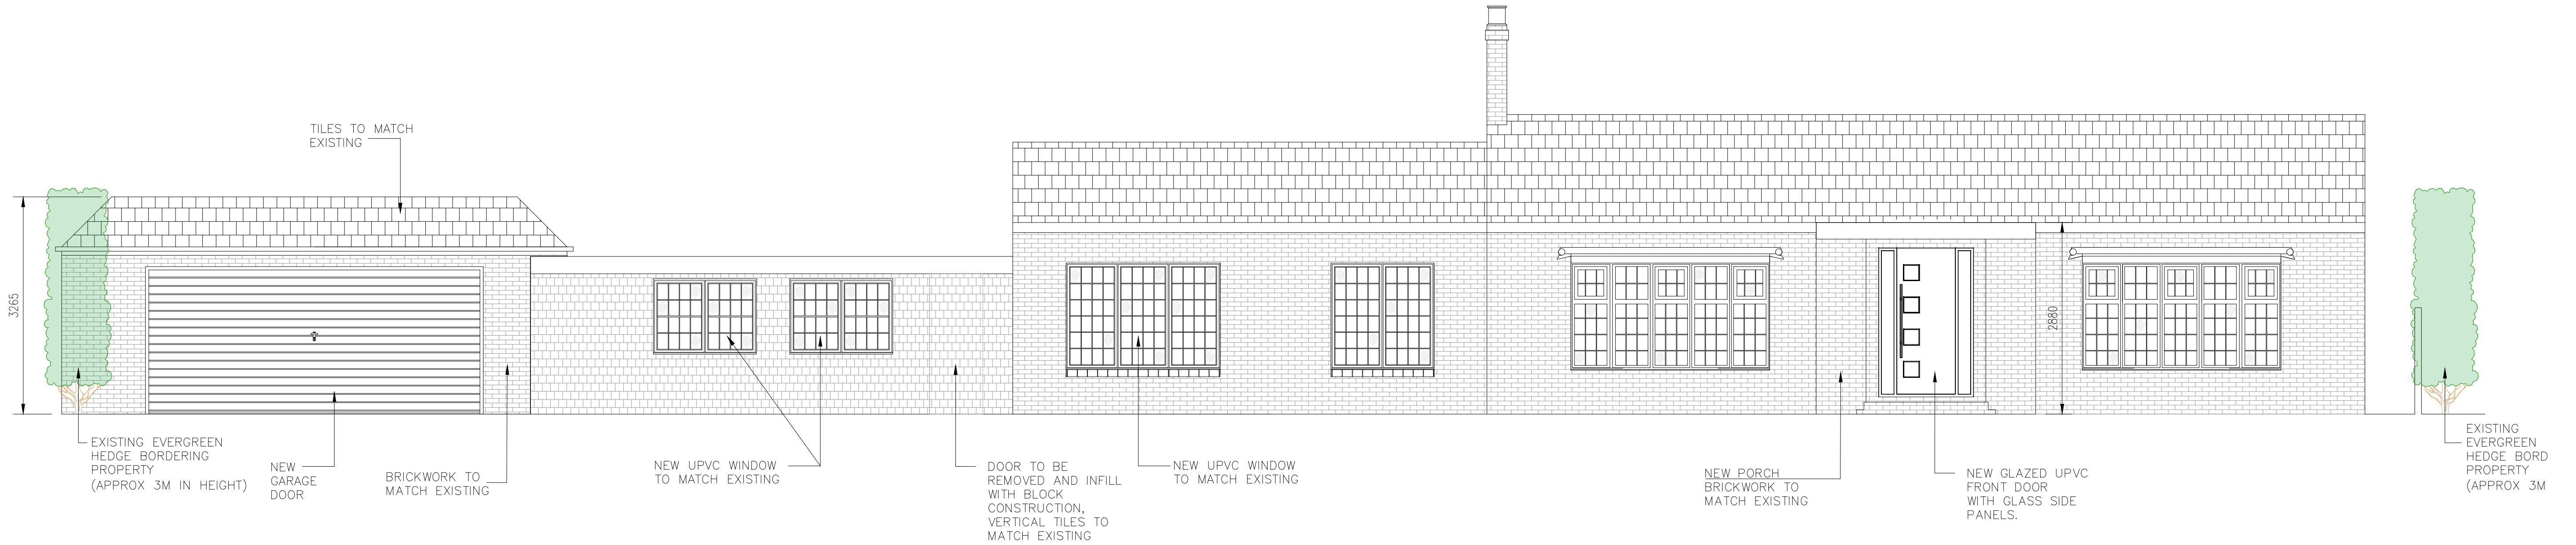 TILES TO MATCH
EXISTING
3265
2880
EXISTING EVERGREEN
HEDGE BORDERING
PROPERTY
(APPROX 3M IN HEIGHT)
NEW
GARAGE
DOOR
BRICKWORK TO
MATCH EXISTING
NEW UPVC WINDOW
TO MATCH EXISTING
DOOR TO BE
REMOVED AND INFILL
WITH BLOCK
CONSTRUCTION,
VERTICAL TILES TO
MATCH EXISTING
NEW UPVC WINDOW
TO MATCH EXISTING
NEW PORCH
BRICKWORK TO
MATCH EXISTING
NEW GLAZED UPVC
FRONT DOOR
WITH GLASS SIDE
PANELS.
EXISTING
EVERGREEN
HEDGE BORD
PROPERTY
(APPROX 3M